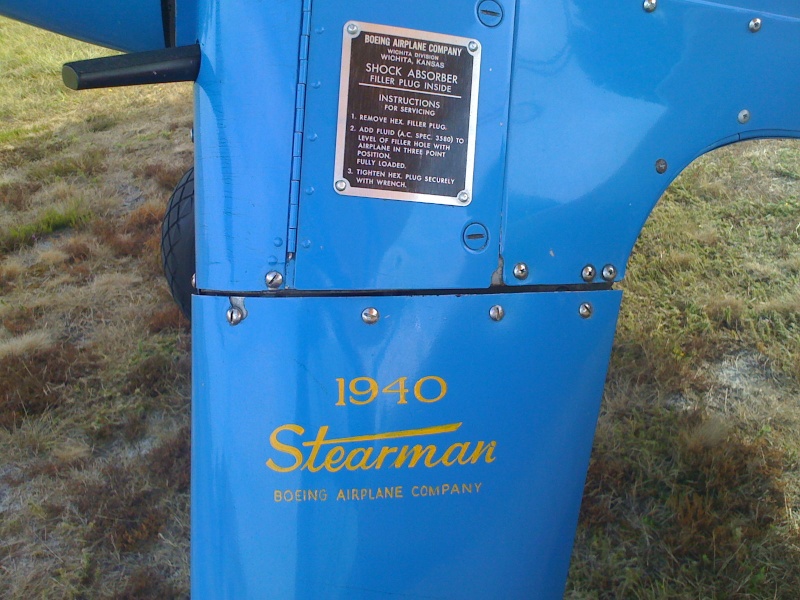 BOEING AIRPLANE COMPANY
WICHITA DIVISION
WICHITA, KANSAS
SHOCK ABSORBER
FILLER PLUG INSIDE
INSTRUCTIONS
FOR SERVICING
1. REMOVE HEX. FILLER PLUG.
2. ADD FLUID (A.C. SPEC. 3580) TO
LEVEL OF FILLER HOLE WITH
AIRPLANE IN THREE POINT
POSITION.
FULLY LOADED.
3. TIGHTEN HEX. PLUG SECURELY
WITH WRENCH.
1940
Stearman
BOEING AIRPLANE COMPANY